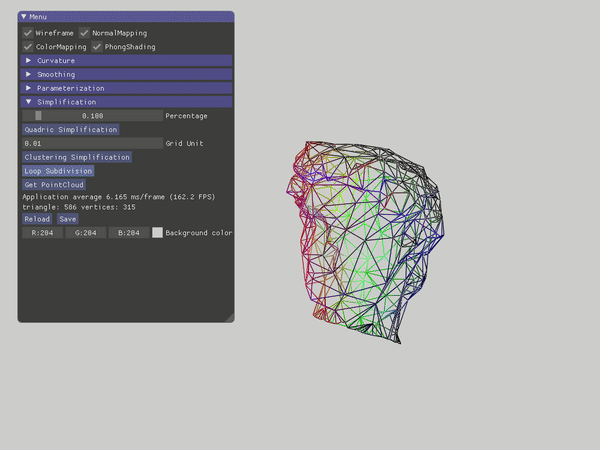 Menu
Wireframe NormalMapping
ColorMapping PhongShading
Curvature
Smoothing
Parameterization
Simplification
0.100 Percentage
Quadric Simplification
0.01 Grid Unit
Clustering Simplification
Loop Subdivision
Get PointCloud
Application average 6.165 ms/frame (162.2 FPS)
triangle: 586 vertices: 315
Reload Save
R:204 G:204 B:204 Background color